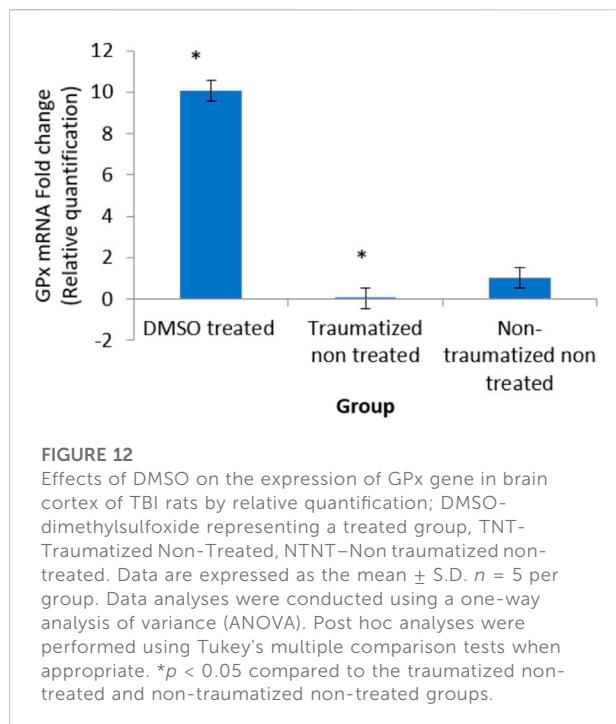 12
10
8
6
4
2
0
-2
GPx mRNA Fold change
(Relative quantification)
*
*
DMSO treated
Traumatized
non treated
Non-
traumatized non
treated
Group
FIGURE 12
Effects of DMSO on the expression of GPx gene in brain
cortex of TBI rats by relative quantification; DMSO-
dimethylsulfoxide representing a treated group, TNT-
Traumatized Non-Treated, NTNT–Non traumatized non-
treated. Data are expressed as the mean ± S.D. n = 5 per
group. Data analyses were conducted using a one-way
analysis of variance (ANOVA). Post hoc analyses were
performed using Tukey's multiple comparison tests when
appropriate. *p < 0.05 compared to the traumatized non-
treated and non-traumatized non-treated groups.